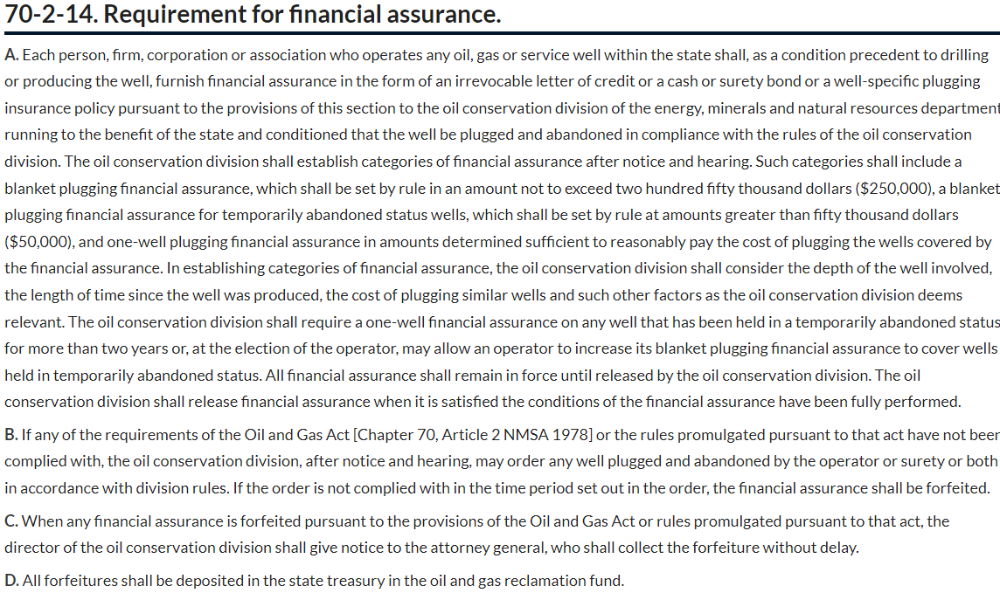 70-2-14. Requirement for financial assurance.
A. Each person, firm, corporation or association who operates any oil, gas or service well within the state shall, as a condition precedent to drilling
or producing the well, furnish financial assurance in the form of an irrevocable letter of credit or a cash or surety bond or a well-specific plugging
insurance policy pursuant to the provisions of this section to the oil conservation division of the energy, minerals and natural resources department
running to the benefit of the state and conditioned that the well be plugged and abandoned in compliance with the rules of the oil conservation
division. The oil conservation division shall establish categories of financial assurance after notice and hearing. Such categories shall include a
blanket plugging financial assurance, which shall be set by rule in an amount not to exceed two hundred fifty thousand dollars ($250,000), a blanket
plugging financial assurance for temporarily abandoned status wells, which shall be set by rule at amounts greater than fifty thousand dollars
($50,000), and one-well plugging financial assurance in amounts determined sufficient to reasonably pay the cost of plugging the wells covered by
the financial assurance. In establishing categories of financial assurance, the oil conservation division shall consider the depth of the well involved,
the length of time since the well was produced, the cost of plugging similar wells and such other factors as the oil conservation division deems
relevant. The oil conservation division shall require a one-well financial assurance on any well that has been held in a temporarily abandoned status
for more than two years or, at the election of the operator, may allow an operator to increase its blanket plugging financial assurance to cover wells
held in temporarily abandoned status. All financial assurance shall remain in force until released by the oil conservation division. The oil
conservation division shall release financial assurance when it is satisfied the conditions of the financial assurance have been fully performed.
B. If any of the requirements of the Oil and Gas Act [Chapter 70, Article 2 NMSA 1978] or the rules promulgated pursuant to that act have not been
complied with, the oil conservation division, after notice and hearing, may order any well plugged and abandoned by the operator or surety or both
in accordance with division rules. If the order is not complied with in the time period set out in the order, the financial assurance shall be forfeited.
C. When any financial assurance is forfeited pursuant to the provisions of the Oil and Gas Act or rules promulgated pursuant to that act, the
director of the oil conservation division shall give notice to the attorney general, who shall collect the forfeiture without delay.
D. All forfeitures shall be deposited in the state treasury in the oil and gas reclamation fund.